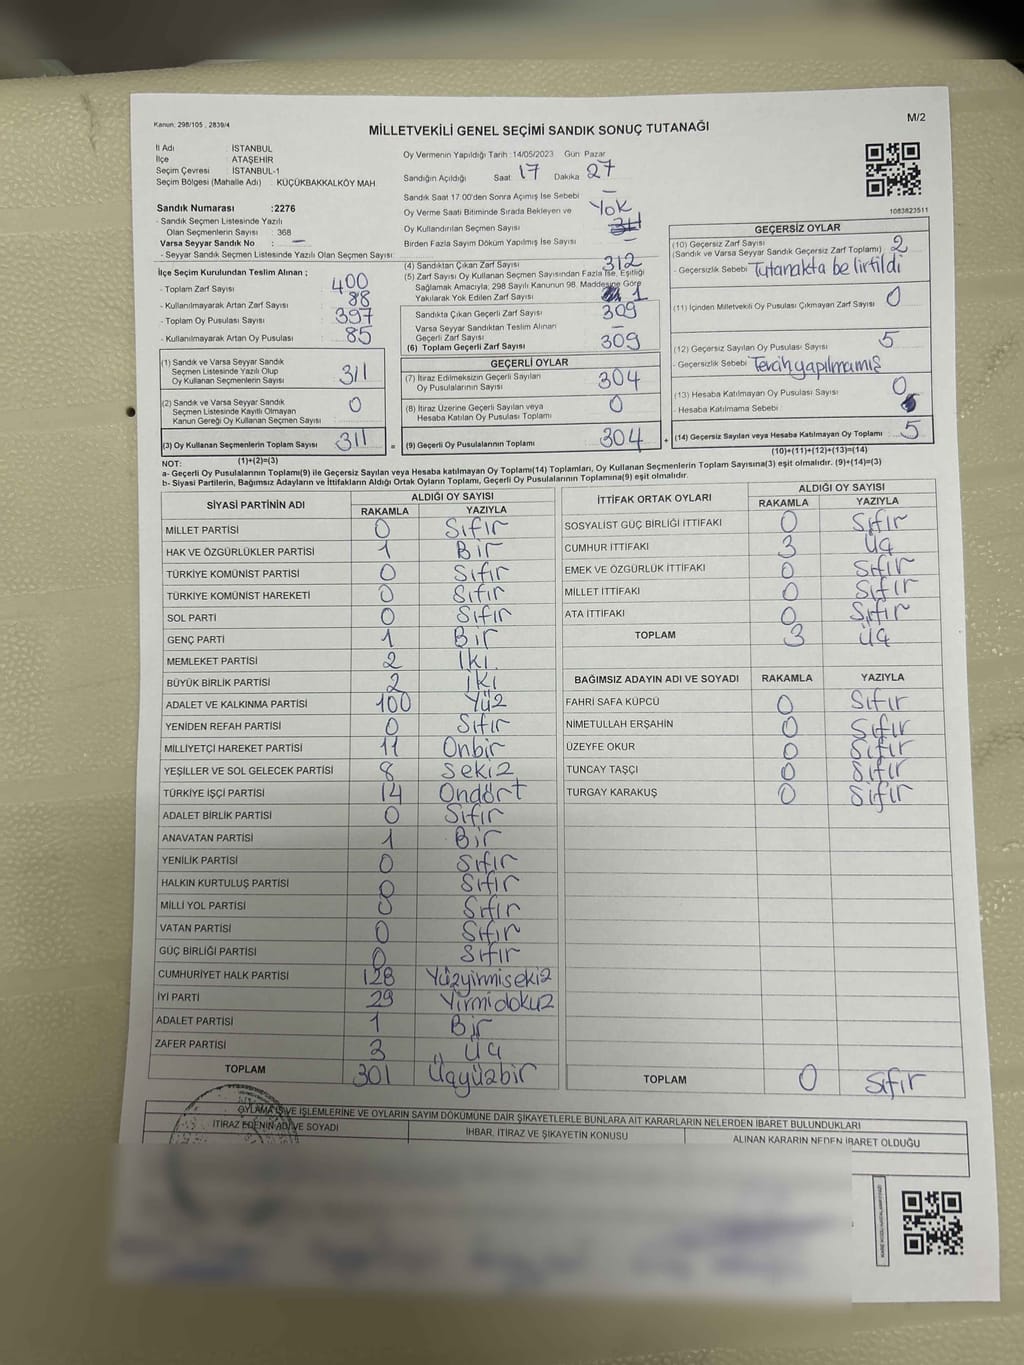 Kanun: 298/105 , 2839/4
M/2
MİLLETVEKİLİ GENEL SEÇİMİ SANDIK SONUÇ TUTANAĞI
İl Adı : İSTANBUL
İlçe : ATAŞEHİR
Seçim Çevresi : İSTANBUL-1
Seçim Bölgesi (Mahalle Adı) : KÜÇÜKBAKKALKÖY MAH
Sandık Numarası :2276
- Sandık Seçmen Listesinde Yazılı
Olan Seçmenlerin Sayısı : 368
Varsa Seyyar Sandık No : —
- Seyyar Sandık Seçmen Listesinde Yazılı Olan Seçmen Sayısı
Oy Vermenin Yapıldığı Tarih :14/05/2023 Gün Pazar
Sandığın Açıldığı Saat: 17 Dakika 27
Sandık Saat 17.00'den Sonra Açımış İse Sebebi —
Oy Verme Saati Bitiminde Sırada Bekleyen ve Yok
Oy Kullandırılan Seçmen Sayısı
Birden Fazla Sayım Döküm Yapılmış İse Sayısı —
1083823511
İlçe Seçim Kurulundan Teslim Alınan ;
- Toplam Zarf Sayısı 400
- Kullanılmayarak Artan Zarf Sayısı 88
- Toplam Oy Pusulası Sayısı 397
- Kullanılmayarak Artan Oy Pusulası 85
(1) Sandık ve Varsa Seyyar Sandık
Seçmen Listesinde Yazılı Olup
Oy Kullanan Seçmenlerin Sayısı 311
(2) Sandık ve Varsa Seyyar Sandık
Seçmen Listesinde Kayıtlı Olmayan
Kanun Gereği Oy Kullanan Seçmen Sayısı 0
(3) Oy Kullanan Seçmenlerin Toplam Sayısı 311 =
(1)+(2)=(3)
(4) Sandıktan Çıkan Zarf Sayısı 312
(5) Zarf Sayısı Oy Kullanan Seçmen Sayısından Fazla İse, Eşitliği
Sağlamak Amacıyla, 298 Sayılı Kanunun 98. Maddesine Göre
Yakılarak Yok Edilen Zarf Sayısı 1
Sandıkta Çıkan Geçerli Zarf Sayısı 309
Varsa Seyyar Sandıktan Teslim Alınan
Geçerli Zarf Sayısı —
(6) Toplam Geçerli Zarf Sayısı 309
GEÇERLİ OYLAR
(7) İtiraz Edilmeksizin Geçerli Sayılan
Oy Pusulalarının Sayısı 304
(8) İtiraz Üzerine Geçerli Sayılan veya
Hesaba Katılan Oy Pusulası Toplamı 0
(9) Geçerli Oy Pusulalarının Toplamı 304 +
GEÇERSİZ OYLAR
(10) Geçersiz Zarf Sayısı
(Sandık ve Varsa Seyyar Sandık Geçersiz Zarf Toplamı) 2
- Geçersizlik Sebebi Tutanakta belirtildi
(11) İçinden Milletvekili Oy Pusulası Çıkmayan Zarf Sayısı 0
(12) Geçersiz Sayılan Oy Pusulası Sayısı 5
- Geçersizlik Sebebi Tercih yapılmamış
(13) Hesaba Katılmayan Oy Pusulası Sayısı 0
- Hesaba Katılmama Sebebi
(14) Geçersiz Sayılan veya Hesaba Katılmayan Oy Toplamı 5
(10)+(11)+(12)+(13)=(14)
NOT:
a- Geçerli Oy Pusulalarının Toplamı(9) ile Geçersiz Sayılan veya Hesaba katılmayan Oy Toplamı(14) Toplamları, Oy Kullanan Seçmenlerin Toplam Sayısına(3) eşit olmalıdır. (9)+(14)=(3)
b- Siyasi Partilerin, Bağımsız Adayların ve İttifakların Aldığı Ortak Oyların Toplamı, Geçerli Oy Pusulalarının Toplamına(9) eşit olmalıdır.
SİYASİ PARTİNİN ADI ALDIĞI OY SAYISI
RAKAMLA YAZIYLA
MİLLET PARTİSİ 0 Sıfır
HAK VE ÖZGÜRLÜKLER PARTİSİ 1 Bir
TÜRKİYE KOMÜNİST PARTİSİ 0 Sıfır
TÜRKİYE KOMÜNİST HAREKETİ 0 Sıfır
SOL PARTİ 0 Sıfır
GENÇ PARTİ 1 Bir
MEMLEKET PARTİSİ 2 İki
BÜYÜK BİRLİK PARTİSİ 2 İki
ADALET VE KALKINMA PARTİSİ 100 Yüz
YENİDEN REFAH PARTİSİ 0 Sıfır
MİLLİYETÇİ HAREKET PARTİSİ 11 Onbir
YEŞİLLER VE SOL GELECEK PARTİSİ 8 Sekiz
TÜRKİYE İŞÇİ PARTİSİ 14 Ondört
ADALET BİRLİK PARTİSİ 0 Sıfır
ANAVATAN PARTİSİ 1 Bir
YENİLİK PARTİSİ 0 Sıfır
HALKIN KURTULUŞ PARTİSİ 0 Sıfır
MİLLİ YOL PARTİSİ 0 Sıfır
VATAN PARTİSİ 0 Sıfır
GÜÇ BİRLİĞİ PARTİSİ 0 Sıfır
CUMHURİYET HALK PARTİSİ 128 Yüzyirmisekiz
İYİ PARTİ 29 Yirmidokuz
ADALET PARTİSİ 1 Bir
ZAFER PARTİSİ 3 Üç
TOPLAM 301 Üçyüzbir
İTTİFAK ORTAK OYLARI ALDIĞI OY SAYISI
RAKAMLA YAZIYLA
SOSYALİST GÜÇ BİRLİĞİ İTTİFAKI 0 Sıfır
CUMHUR İTTİFAKI 3 Üç
EMEK VE ÖZGÜRLÜK İTTİFAKI 0 Sıfır
MİLLET İTTİFAKI 0 Sıfır
ATA İTTİFAKI 0 Sıfır
TOPLAM 3 Üç
BAĞIMSIZ ADAYIN ADI VE SOYADI RAKAMLA YAZIYLA
FAHRİ SAFA KÜPCÜ 0 Sıfır
NİMETULLAH ERŞAHİN 0 Sıfır
ÜZEYFE OKUR 0 Sıfır
TUNCAY TAŞÇI 0 Sıfır
TURGAY KARAKUŞ 0 Sıfır
TOPLAM 0 Sıfır
OYLAMA İŞ VE İŞLEMLERİNE VE OYLARIN SAYIM DÖKÜMÜNE DAİR ŞİKAYETLERLE BUNLARA AİT KARARLARIN NELERDEN İBARET BULUNDUKLARI
İTİRAZ EDENİN ADI VE SOYADI İHBAR, İTİRAZ VE ŞİKAYETİN KONUSU ALINAN KARARIN NEDEN İBARET OLDUĞU